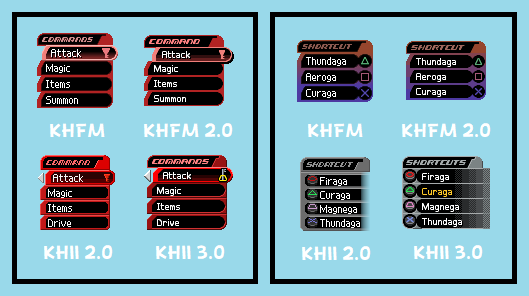 COMMANDS
Attack
Magic
Items
Summon
KHFM
COMMAND
Attack
Magic
Items
Summon
KHFM 2.0
COMMAND
Attack
Magic
Items
Drive
KHII 2.0
COMMANDS
Attack
Magic
Items
Drive
KHII 3.0
SHORTCUT
Thundaga
Aeroga
Curaga
KHFM
SHORTCUT
Thundaga
Aeroga
Curaga
KHFM 2.0
SHORTCUT
Firaga
Curaga
Magnega
Thundaga
KHII 2.0
SHORTCUTS
Firaga
Curaga
Magnega
Thundaga
KHII 3.0